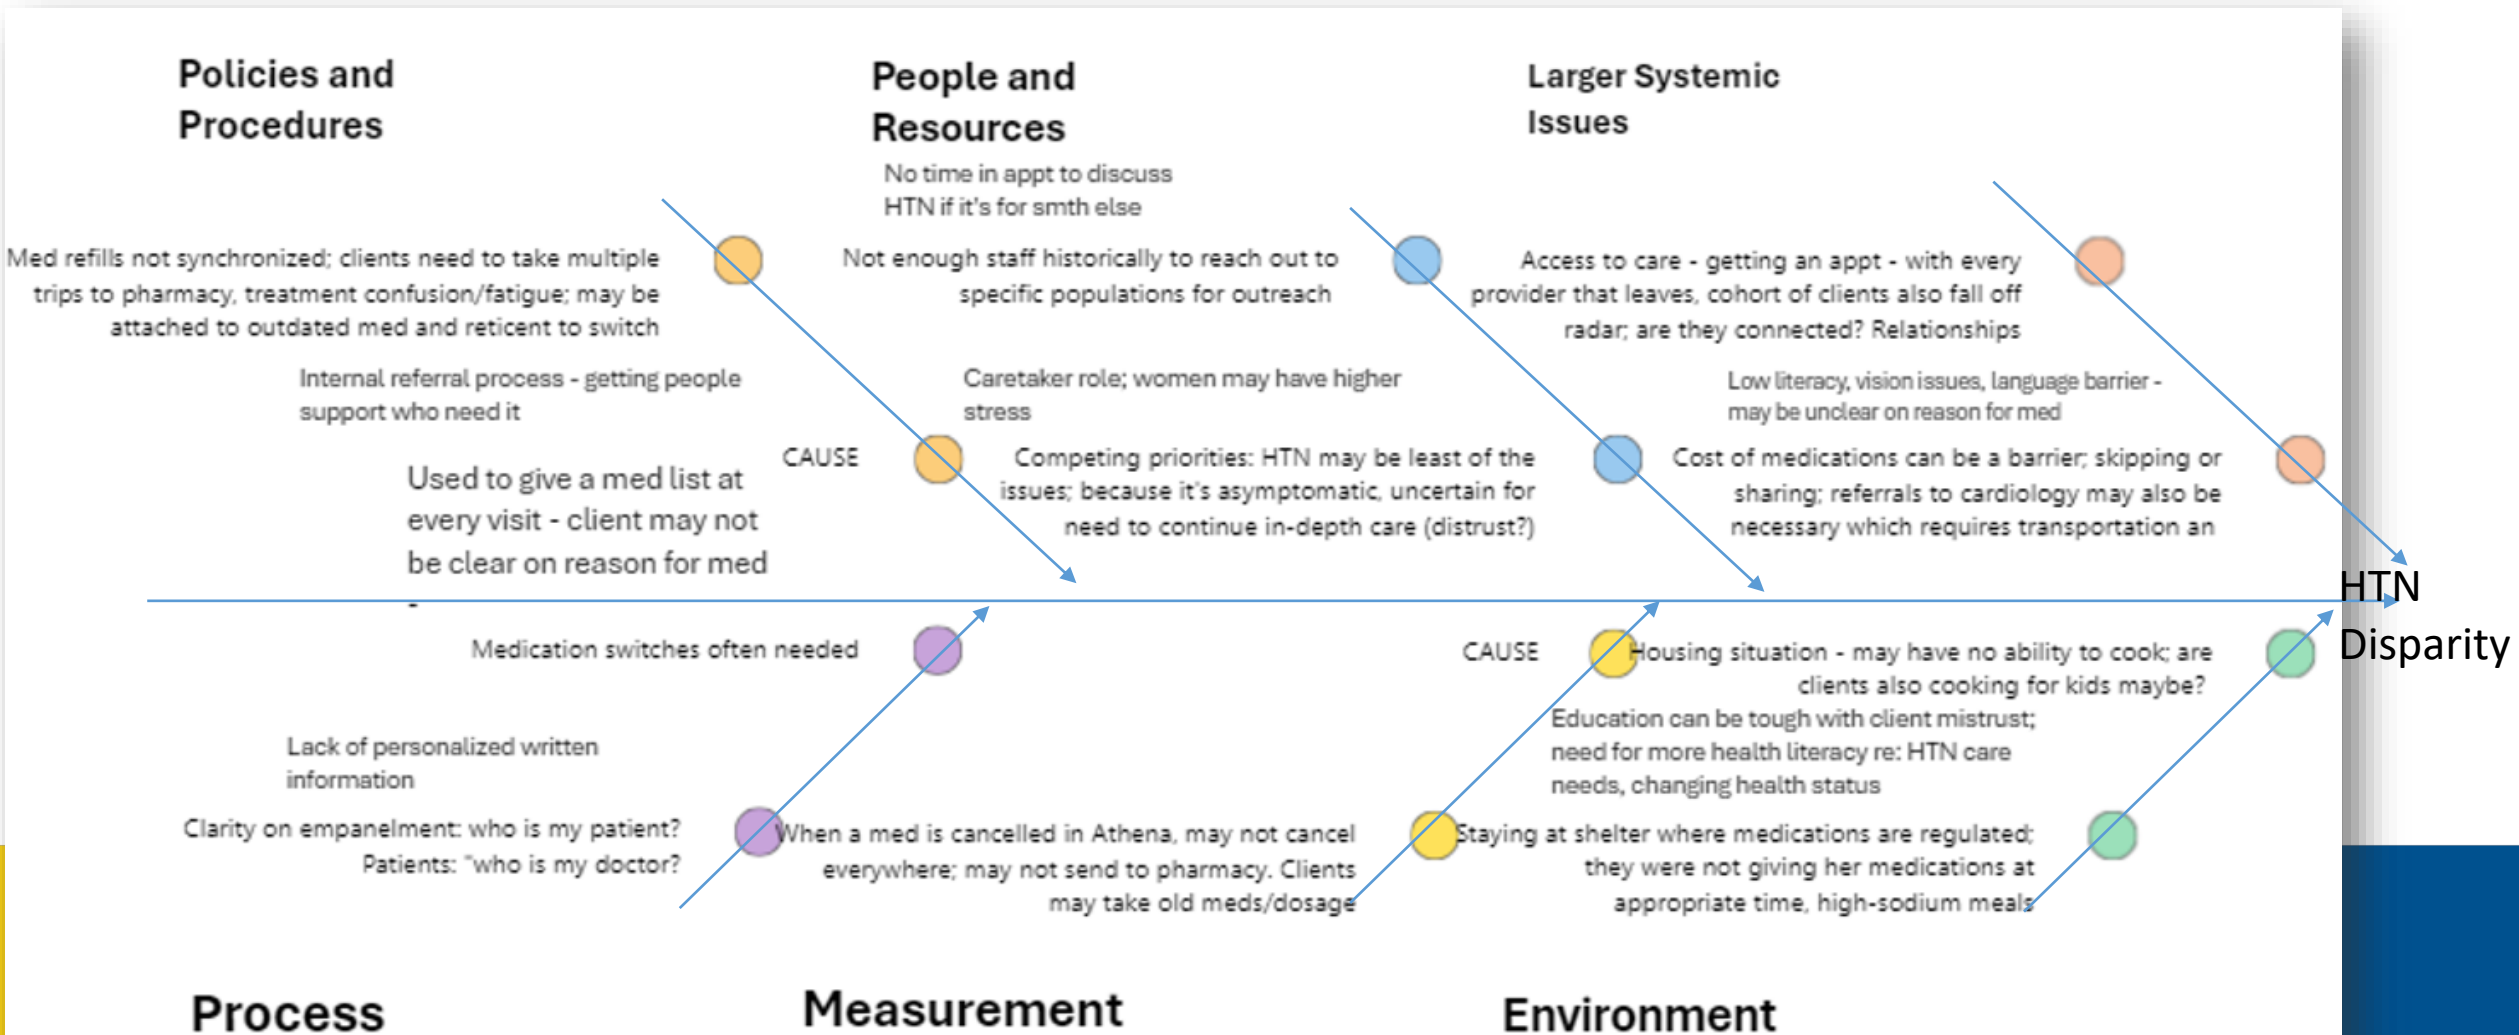 Policies and
Procedures
Med refills not synchronized; clients need to take multiple
trips to pharmacy, treatment confusion/fatigue; may be
attached to outdated med and reticent to switch
Internal referral process - getting people
support who need it
CAUSE
Used to give a med list at
every visit - client may not
be clear on reason for med
-
People and
Resources
No time in appt to discuss
HTN if it's for smth else
Not enough staff historically to reach out to
specific populations for outreach
Caretaker role; women may have higher
stress
Competing priorities: HTN may be least of the
issues; because it's asymptomatic, uncertain for
need to continue in-depth care (distrust?)
Larger Systemic
Issues
Access to care - getting an appt - with every
provider that leaves, cohort of clients also fall off
radar; are they connected? Relationships
Low literacy, vision issues, language barrier -
may be unclear on reason for med
Cost of medications can be a barrier; skipping or
sharing; referrals to cardiology may also be
necessary which requires transportation an
HTN
Disparity
Medication switches often needed
Lack of personalized written
information
Clarity on empanelment: who is my patient?
Patients: "who is my doctor?
Process
CAUSE
When a med is cancelled in Athena, may not cancel
everywhere; may not send to pharmacy. Clients
may take old meds/dosage
Measurement
Housing situation - may have no ability to cook; are
clients also cooking for kids maybe?
Education can be tough with client mistrust;
need for more health literacy re: HTN care
needs, changing health status
Staying at shelter where medications are regulated;
they were not giving her medications at
appropriate time, high-sodium meals
Environment